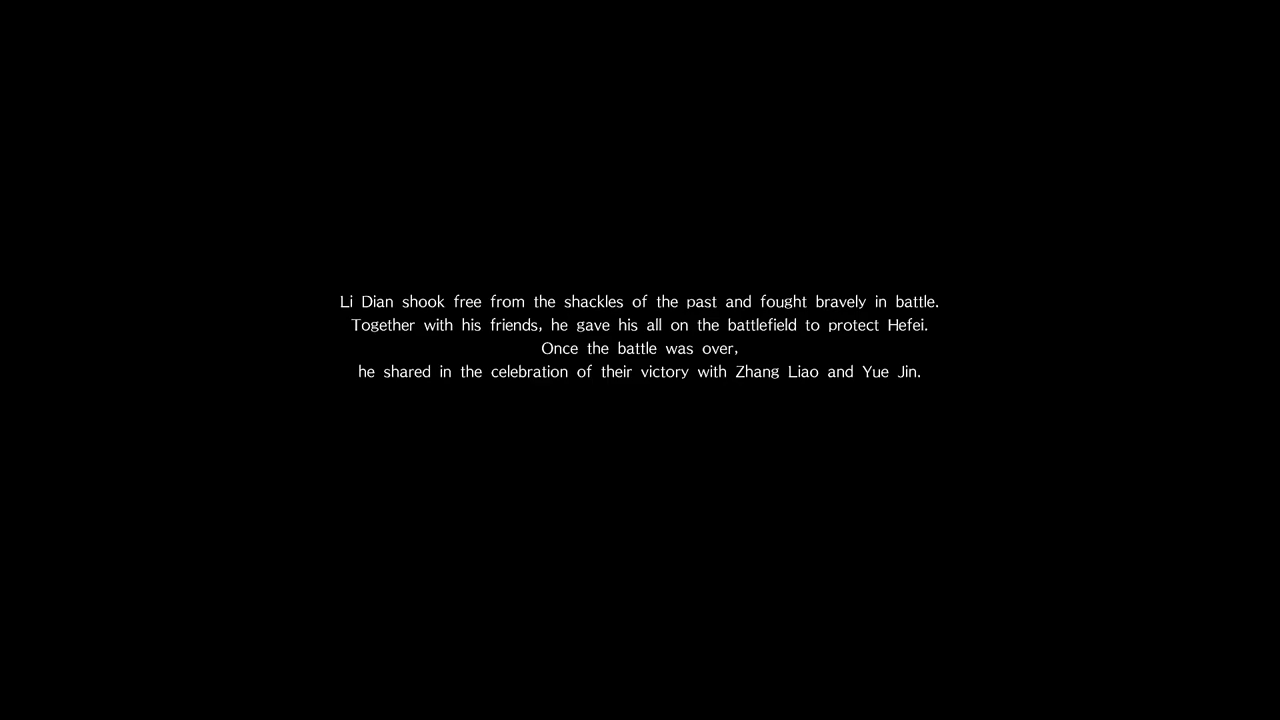 Li Dian shook free from the shackles of the past and fought bravely in battle.
Together with his friends, he gave his all on the battlefield to protect Hefei.
Once the battle was over,
he shared in the celebration of their victory with Zhang Liao and Yue Jin.